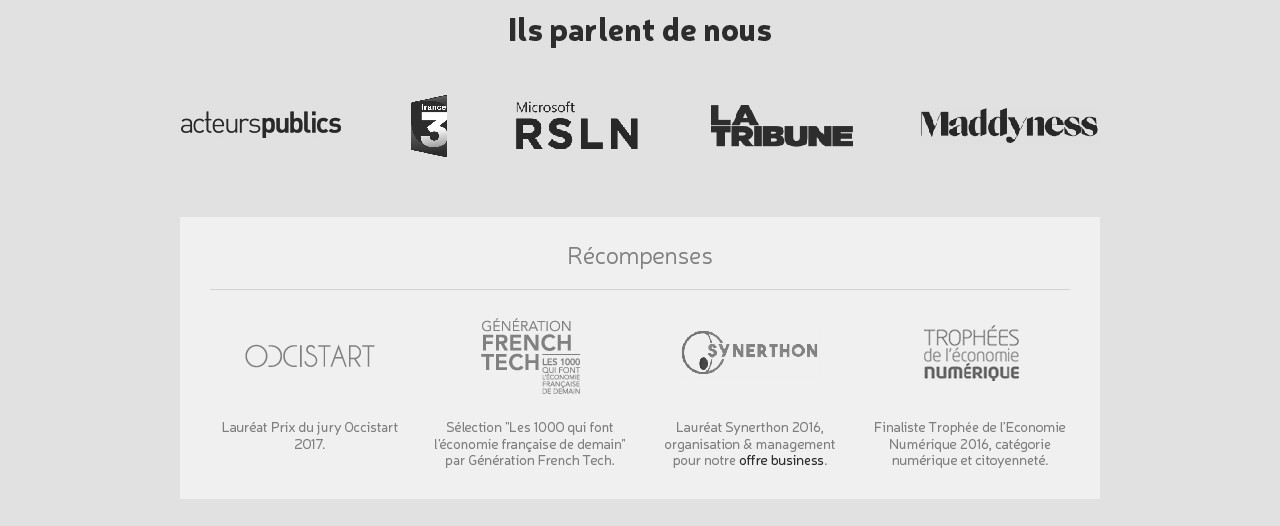 Ils parlent de nous
acteurspublics
france
3
Microsoft
RSLN
LA
TRIBUNE
Maddyness
Récompenses
OCCISTART
GÉNÉRATION
FRENCH
TECH
LES 1000
QUI FONT
L'ÉCONOMIE
FRANÇAISE
DE DEMAIN
SYNERTHON
TROPHÉES
de l'économie
NUMÉRIQUE
Lauréat Prix du jury Occistart
2017.
Sélection "Les 1000 qui font
l'économie française de demain"
par Génération French Tech.
Lauréat Synerthon 2016,
organisation & management
pour notre offre business.
Finaliste Trophée de l'Economie
Numérique 2016, catégorie
numérique et citoyenneté.